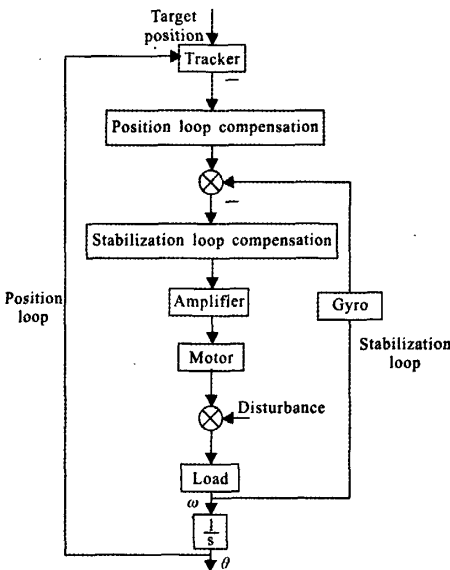 Target
position
Tracker
−
Position loop compensation
−
Stabilization loop compensation
Position
loop
Amplifier
Gyro
Stabilization
loop
Motor
Disturbance
Load
ω
1
s
θ